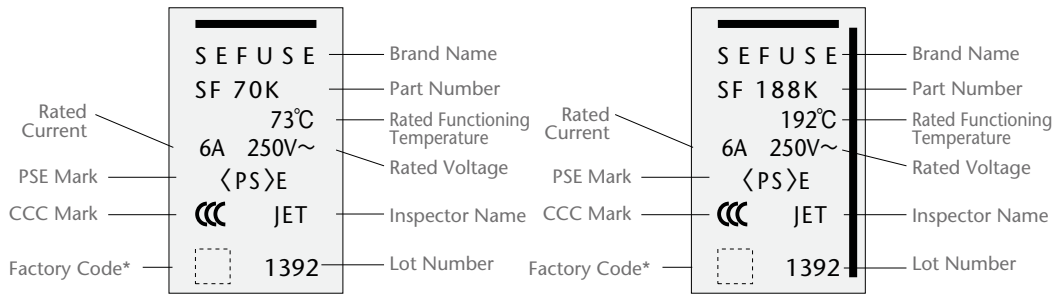 SEFUSE
Brand Name
SF 70K
Part Number
73℃
Rated Functioning
Temperature
Rated
Current
6A 250V～
Rated Voltage
PSE Mark
〈PS〉E
CCC Mark
CCC JET
Inspector Name
Factory Code*
1392
Lot Number
SEFUSE
Brand Name
SF 188K
Part Number
192℃
Rated Functioning
Temperature
Rated
Current
6A 250V～
Rated Voltage
PSE Mark
〈PS〉E
CCC Mark
CCC JET
Inspector Name
Factory Code*
1392
Lot Number